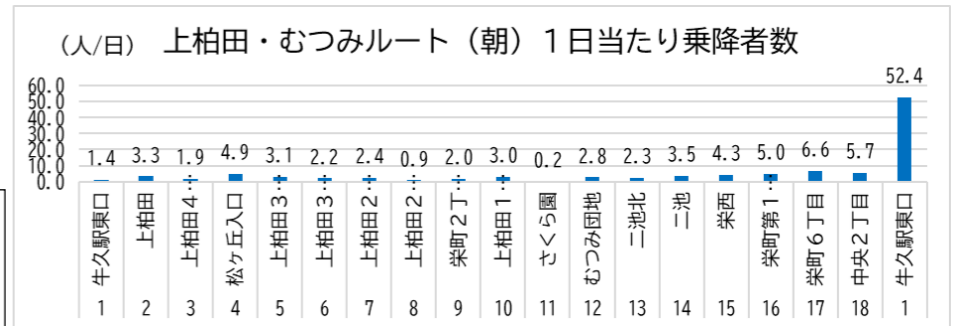 (人/日) 上柏田・むつみルート（朝）１日当たり乗降者数
60.0
50.0
40.0
30.0
20.0
10.0
0.0
1.4 3.3 1.9 4.9 3.1 2.2 2.4 0.9 2.0 3.0 0.2 2.8 2.3 3.5 4.3 5.0 6.6 5.7 52.4
牛久駅東口
上柏田
上柏田４…
松ヶ丘入口
上柏田３…
上柏田３…
上柏田２…
上柏田２…
栄町２丁…
上柏田１…
さくら園
むつみ団地
二池北
二池
栄西
栄町第１…
栄町６丁目
中央２丁目
牛久駅東口
1 2 3 4 5 6 7 8 9 10 11 12 13 14 15 16 17 18 1